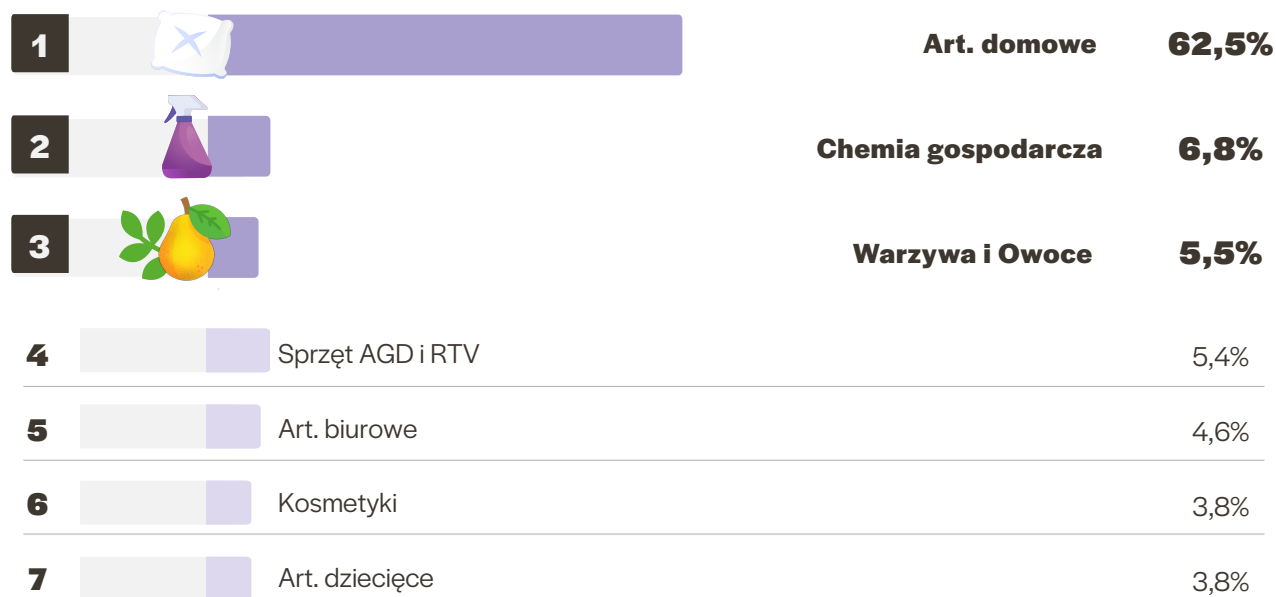 1 Art. domowe 62,5%
2 Chemia gospodarcza 6,8%
3 Warzywa i Owoce 5,5%
4 Sprzęt AGD i RTV 5,4%
5 Art. biurowe 4,6%
6 Kosmetyki 3,8%
7 Art. dziecięce 3,8%